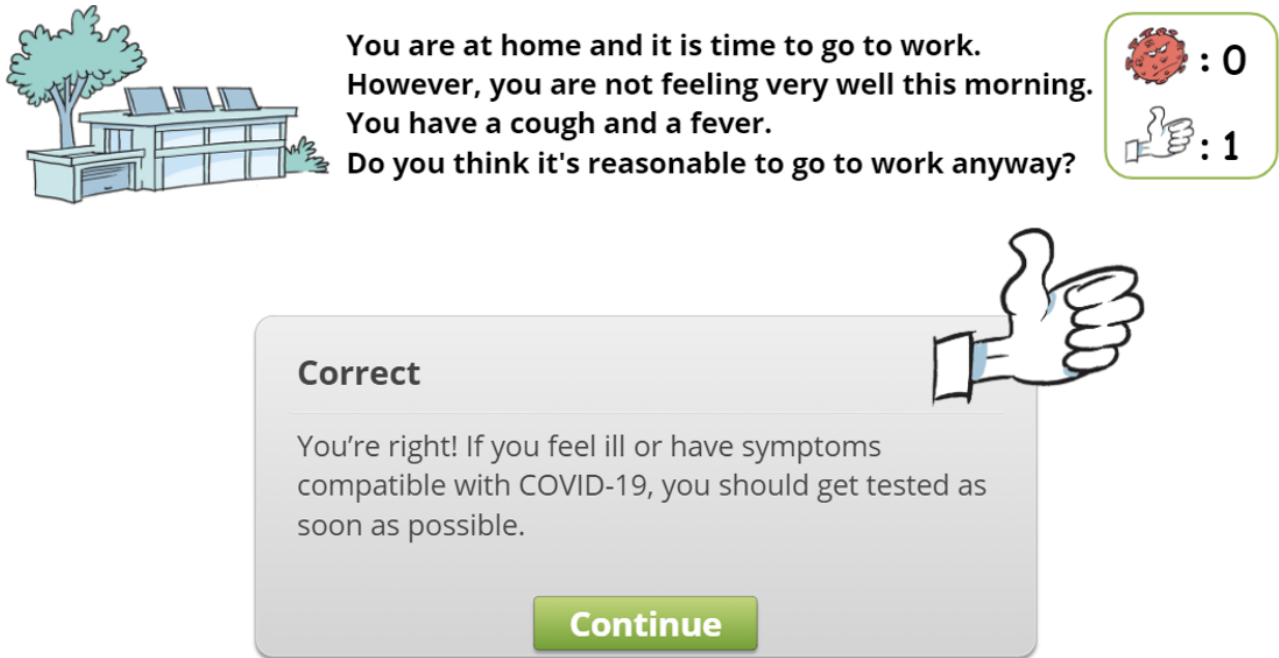 You are at home and it is time to go to work.
However, you are not feeling very well this morning.
You have a cough and a fever.
Do you think it's reasonable to go to work anyway?
: 0
: 1
Correct
You’re right! If you feel ill or have symptoms
compatible with COVID-19, you should get tested as
soon as possible.
Continue